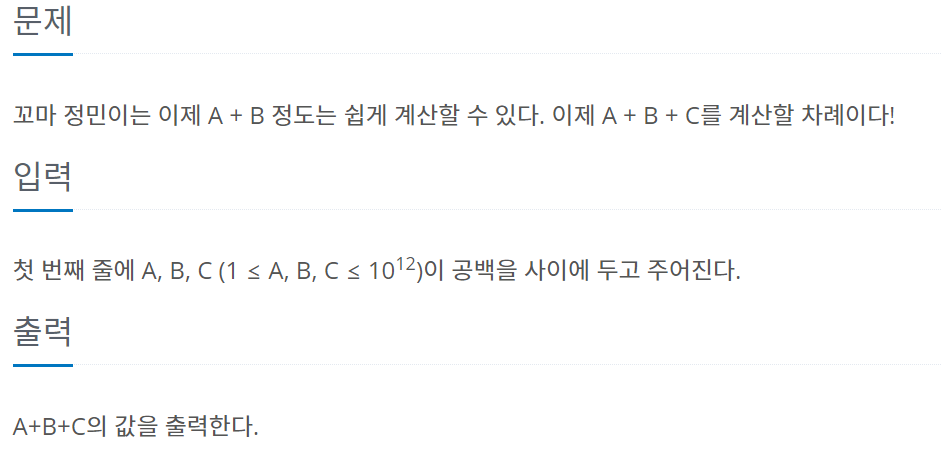 문제
꼬마 정민이는 이제 A + B 정도는 쉽게 계산할 수 있다. 이제 A + B + C를 계산할 차례이다!
입력
첫 번째 줄에 A, B, C (1 ≤ A, B, C ≤ 10¹²)이 공백을 사이에 두고 주어진다.
출력
A+B+C의 값을 출력한다.